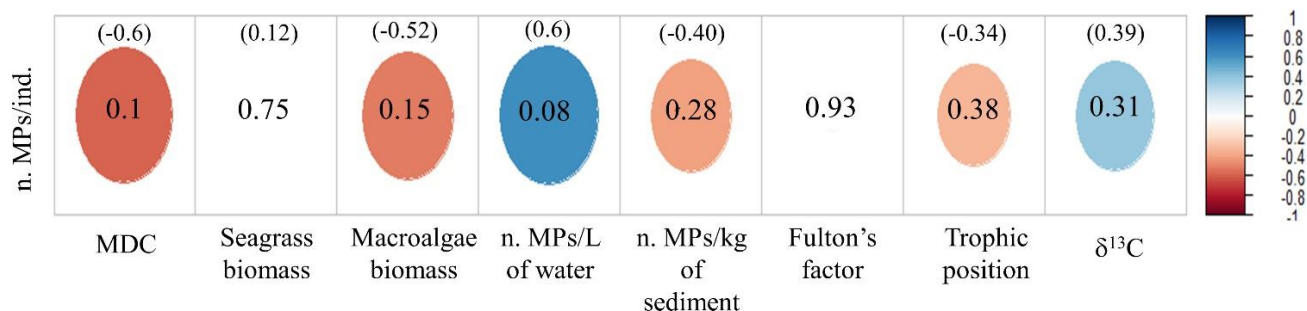 (-0.6) (0.12) (-0.52) (0.6) (-0.40) (-0.34) (0.39)
n. MPs/ind.
0.1 0.75 0.15 0.08 0.28 0.93 0.38 0.31
MDC Seagrass Macroalgae n. MPs/L n. MPs/kg Fulton's Trophic δ¹³C
biomass biomass of water of factor position
sediment
1
0.8
0.6
0.4
0.2
0
-0.2
-0.4
-0.6
-0.8
-1